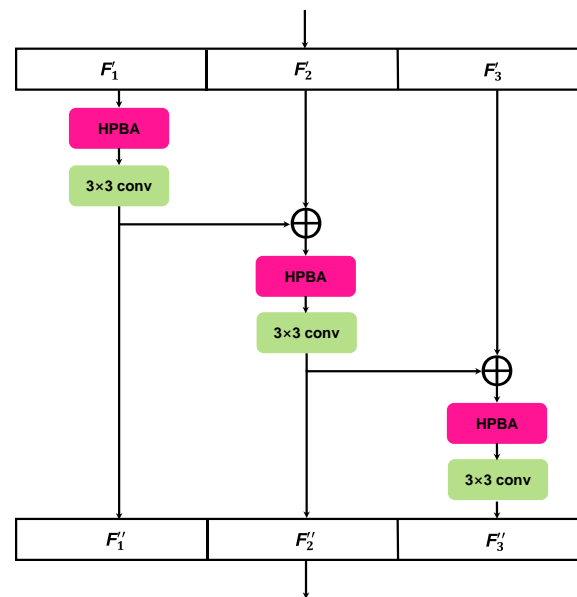 F′₁ F′₂ F′₃
HPBA
3×3 conv
HPBA
3×3 conv
HPBA
3×3 conv
F″₁ F″₂ F″₃